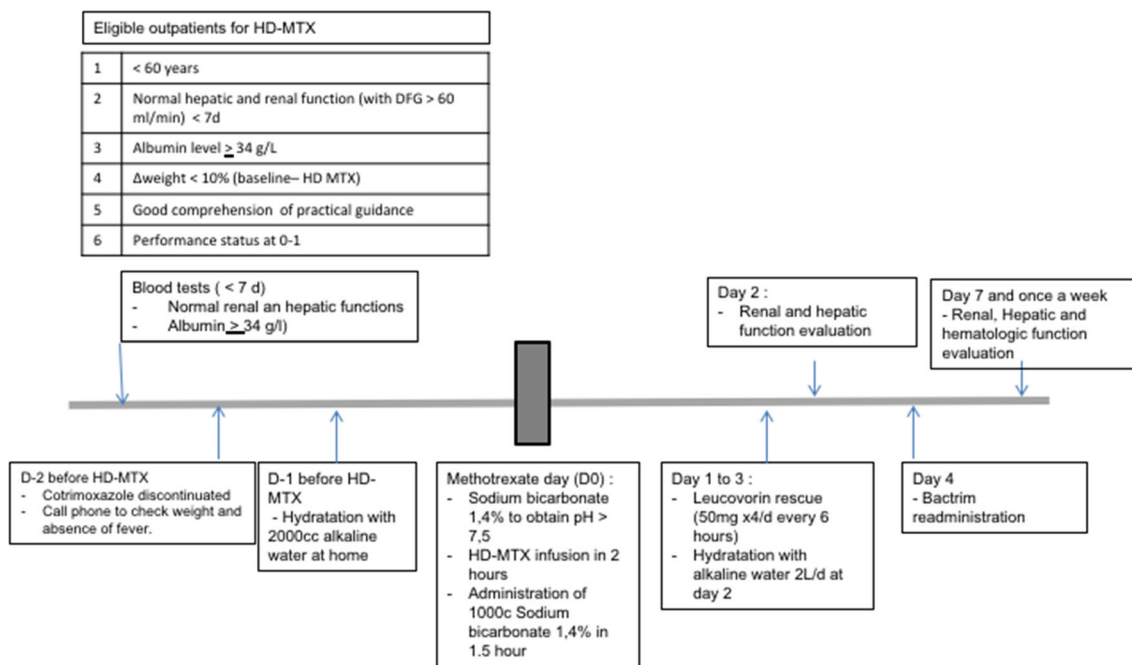 Eligible outpatients for HD-MTX
1 < 60 years
2 Normal hepatic and renal function (with DFG > 60
ml/min) < 7d
3 Albumin level ≥ 34 g/L
4 Δweight < 10% (baseline– HD MTX)
5 Good comprehension of practical guidance
6 Performance status at 0-1
Blood tests ( < 7 d)
- Normal renal an hepatic functions
- Albumin ≥ 34 g/l)
Day 2 :
- Renal and hepatic
function evaluation
Day 7 and once a week
- Renal, Hepatic and
hematologic function
evaluation
D-2 before HD-MTX
- Cotrimoxazole discontinuated
- Call phone to check weight and
absence of fever.
D-1 before HD-
MTX
- Hydratation with
2000cc alkaline
water at home
Methotrexate day (D0) :
- Sodium bicarbonate
1,4% to obtain pH >
7,5
- HD-MTX infusion in 2
hours
- Administration of
1000c Sodium
bicarbonate 1,4% in
1.5 hour
Day 1 to 3 :
- Leucovorin rescue
(50mg x4/d every 6
hours)
- Hydratation with
alkaline water 2L/d at
day 2
Day 4
- Bactrim
readministration